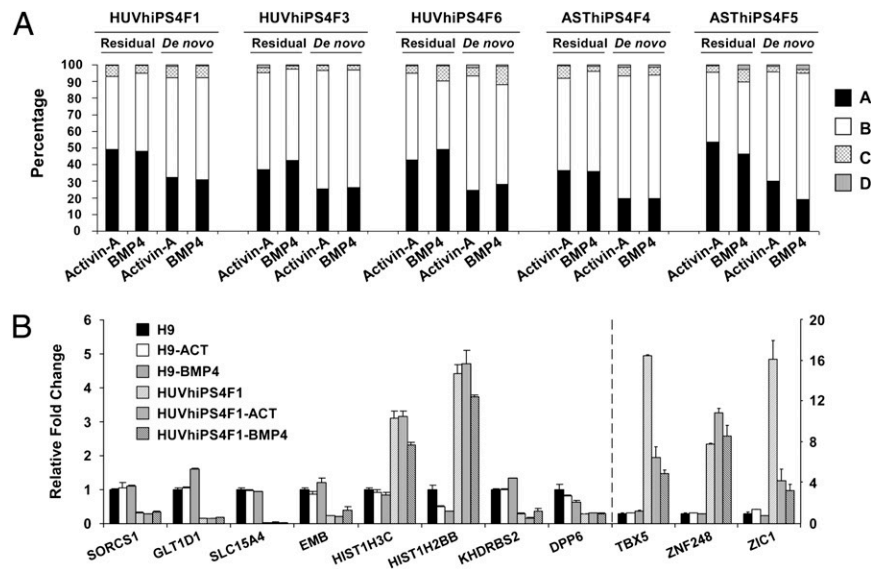 A
HUVhiPS4F1 HUVhiPS4F3 HUVhiPS4F6 ASThiPS4F4 ASThiPS4F5
Residual De novo Residual De novo Residual De novo Residual De novo Residual De novo
Percentage
100
90
80
70
60
50
40
30
20
10
0
A
B
C
D
Activin-A BMP4 Activin-A BMP4 Activin-A BMP4 Activin-A BMP4 Activin-A BMP4 Activin-A BMP4 Activin-A BMP4 Activin-A BMP4 Activin-A BMP4 Activin-A BMP4
B
Relative Fold Change
6
5
4
3
2
1
0
H9
H9-ACT
H9-BMP4
HUVhiPS4F1
HUVhiPS4F1-ACT
HUVhiPS4F1-BMP4
20
16
12
8
4
0
SORCS1 GLT1D1 SLC15A4 EMB HIST1H3C HIST1H2BB KHDRBS2 DPP6 TBX5 ZNF248 ZIC1